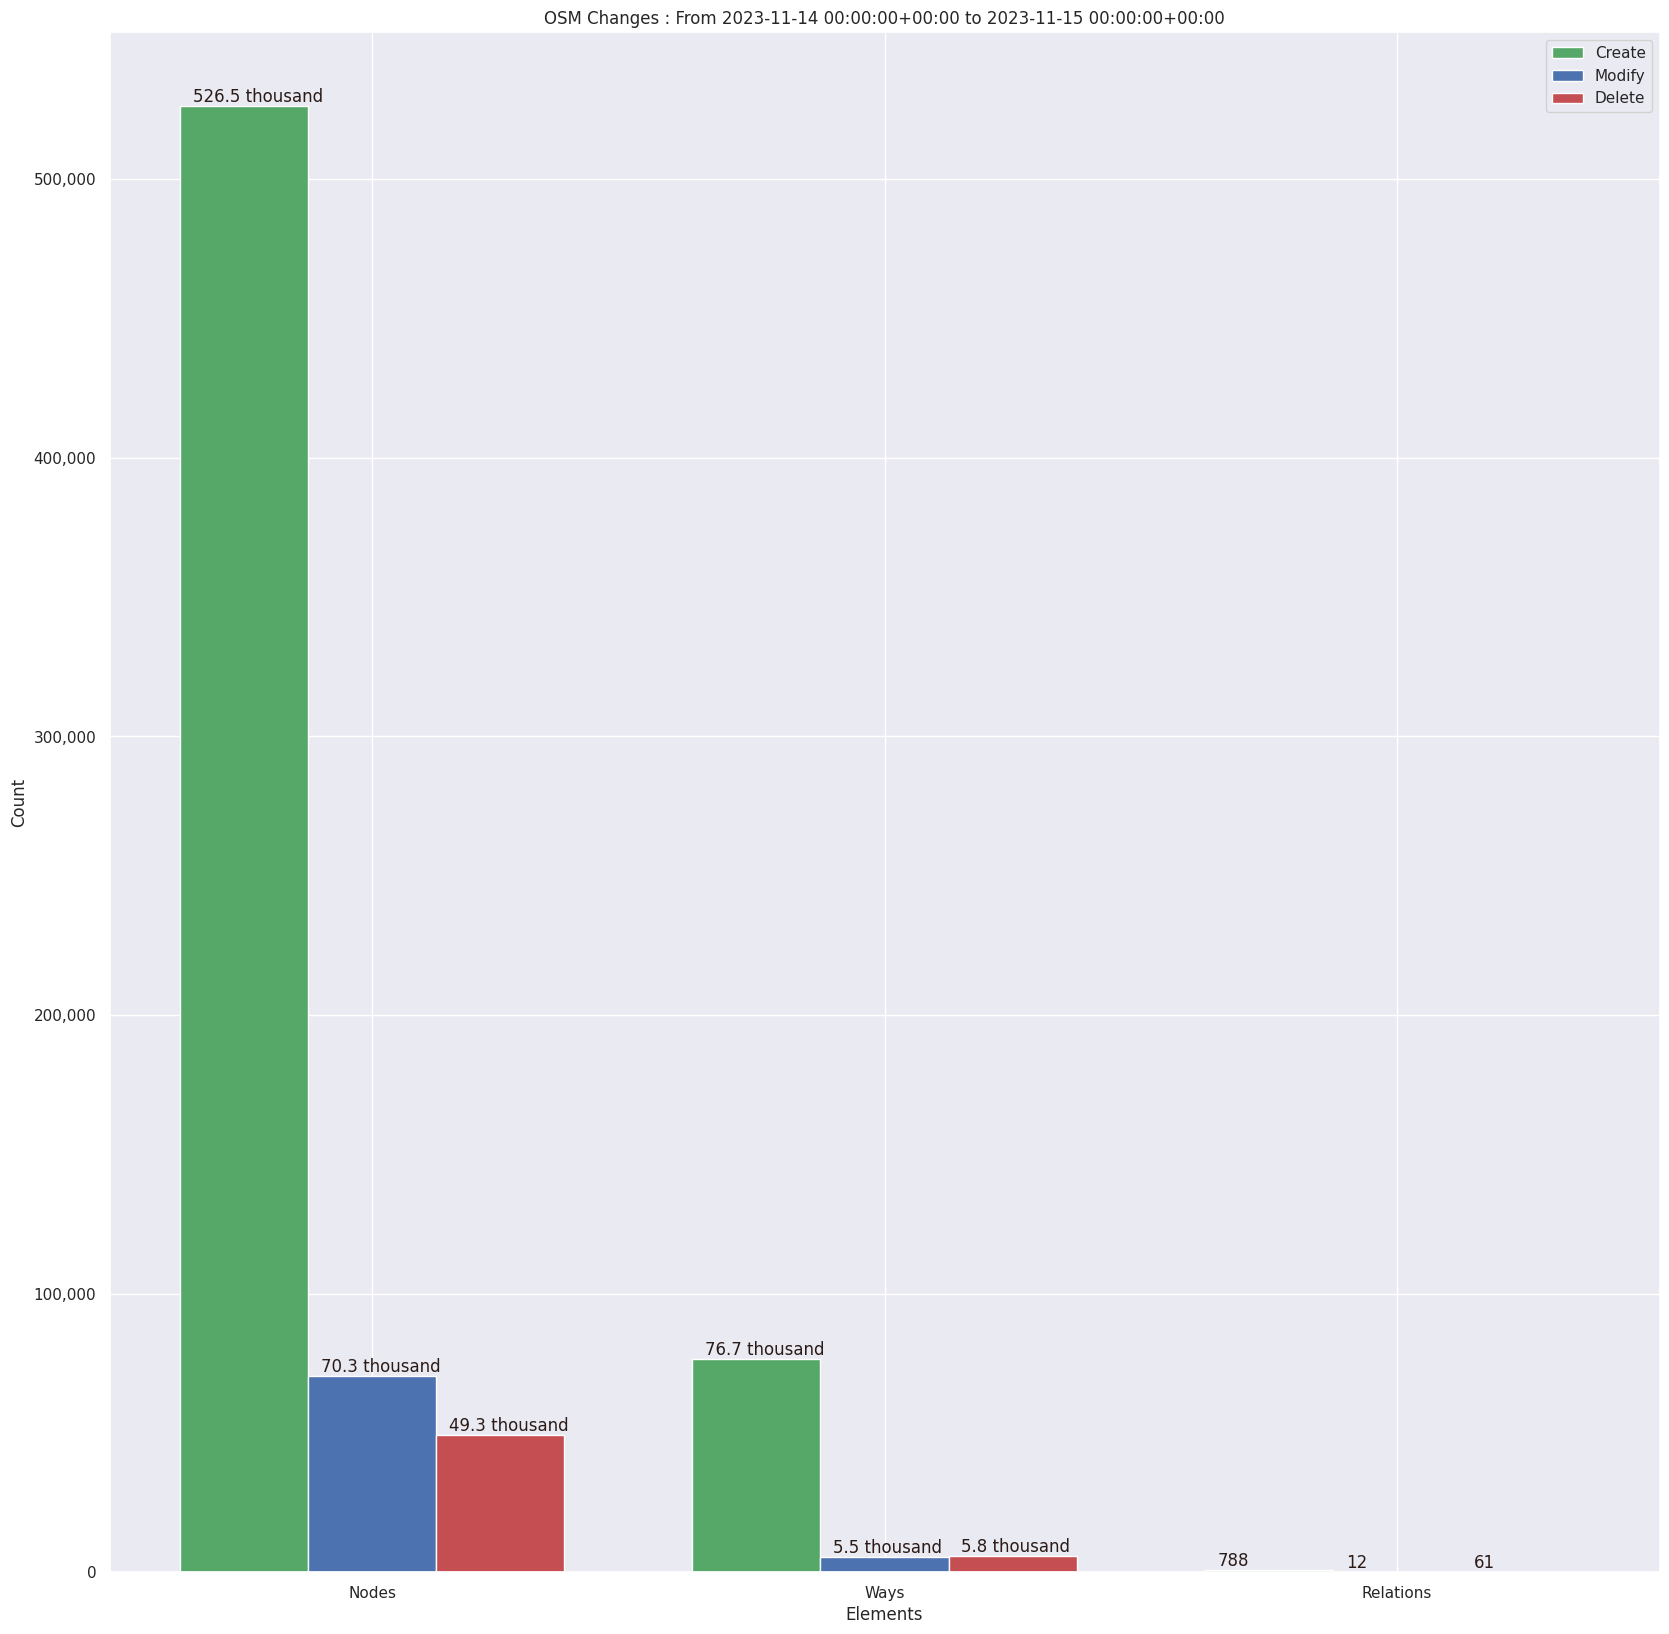 OSM Changes : From 2023-11-14 00:00:00+00:00 to 2023-11-15 00:00:00+00:00
Create
Modify
Delete
526.5 thousand
500,000
400,000
300,000
Count
200,000
100,000
76.7 thousand
70.3 thousand
49.3 thousand
5.5 thousand
5.8 thousand
788
12
61
0
Nodes
Ways
Relations
Elements